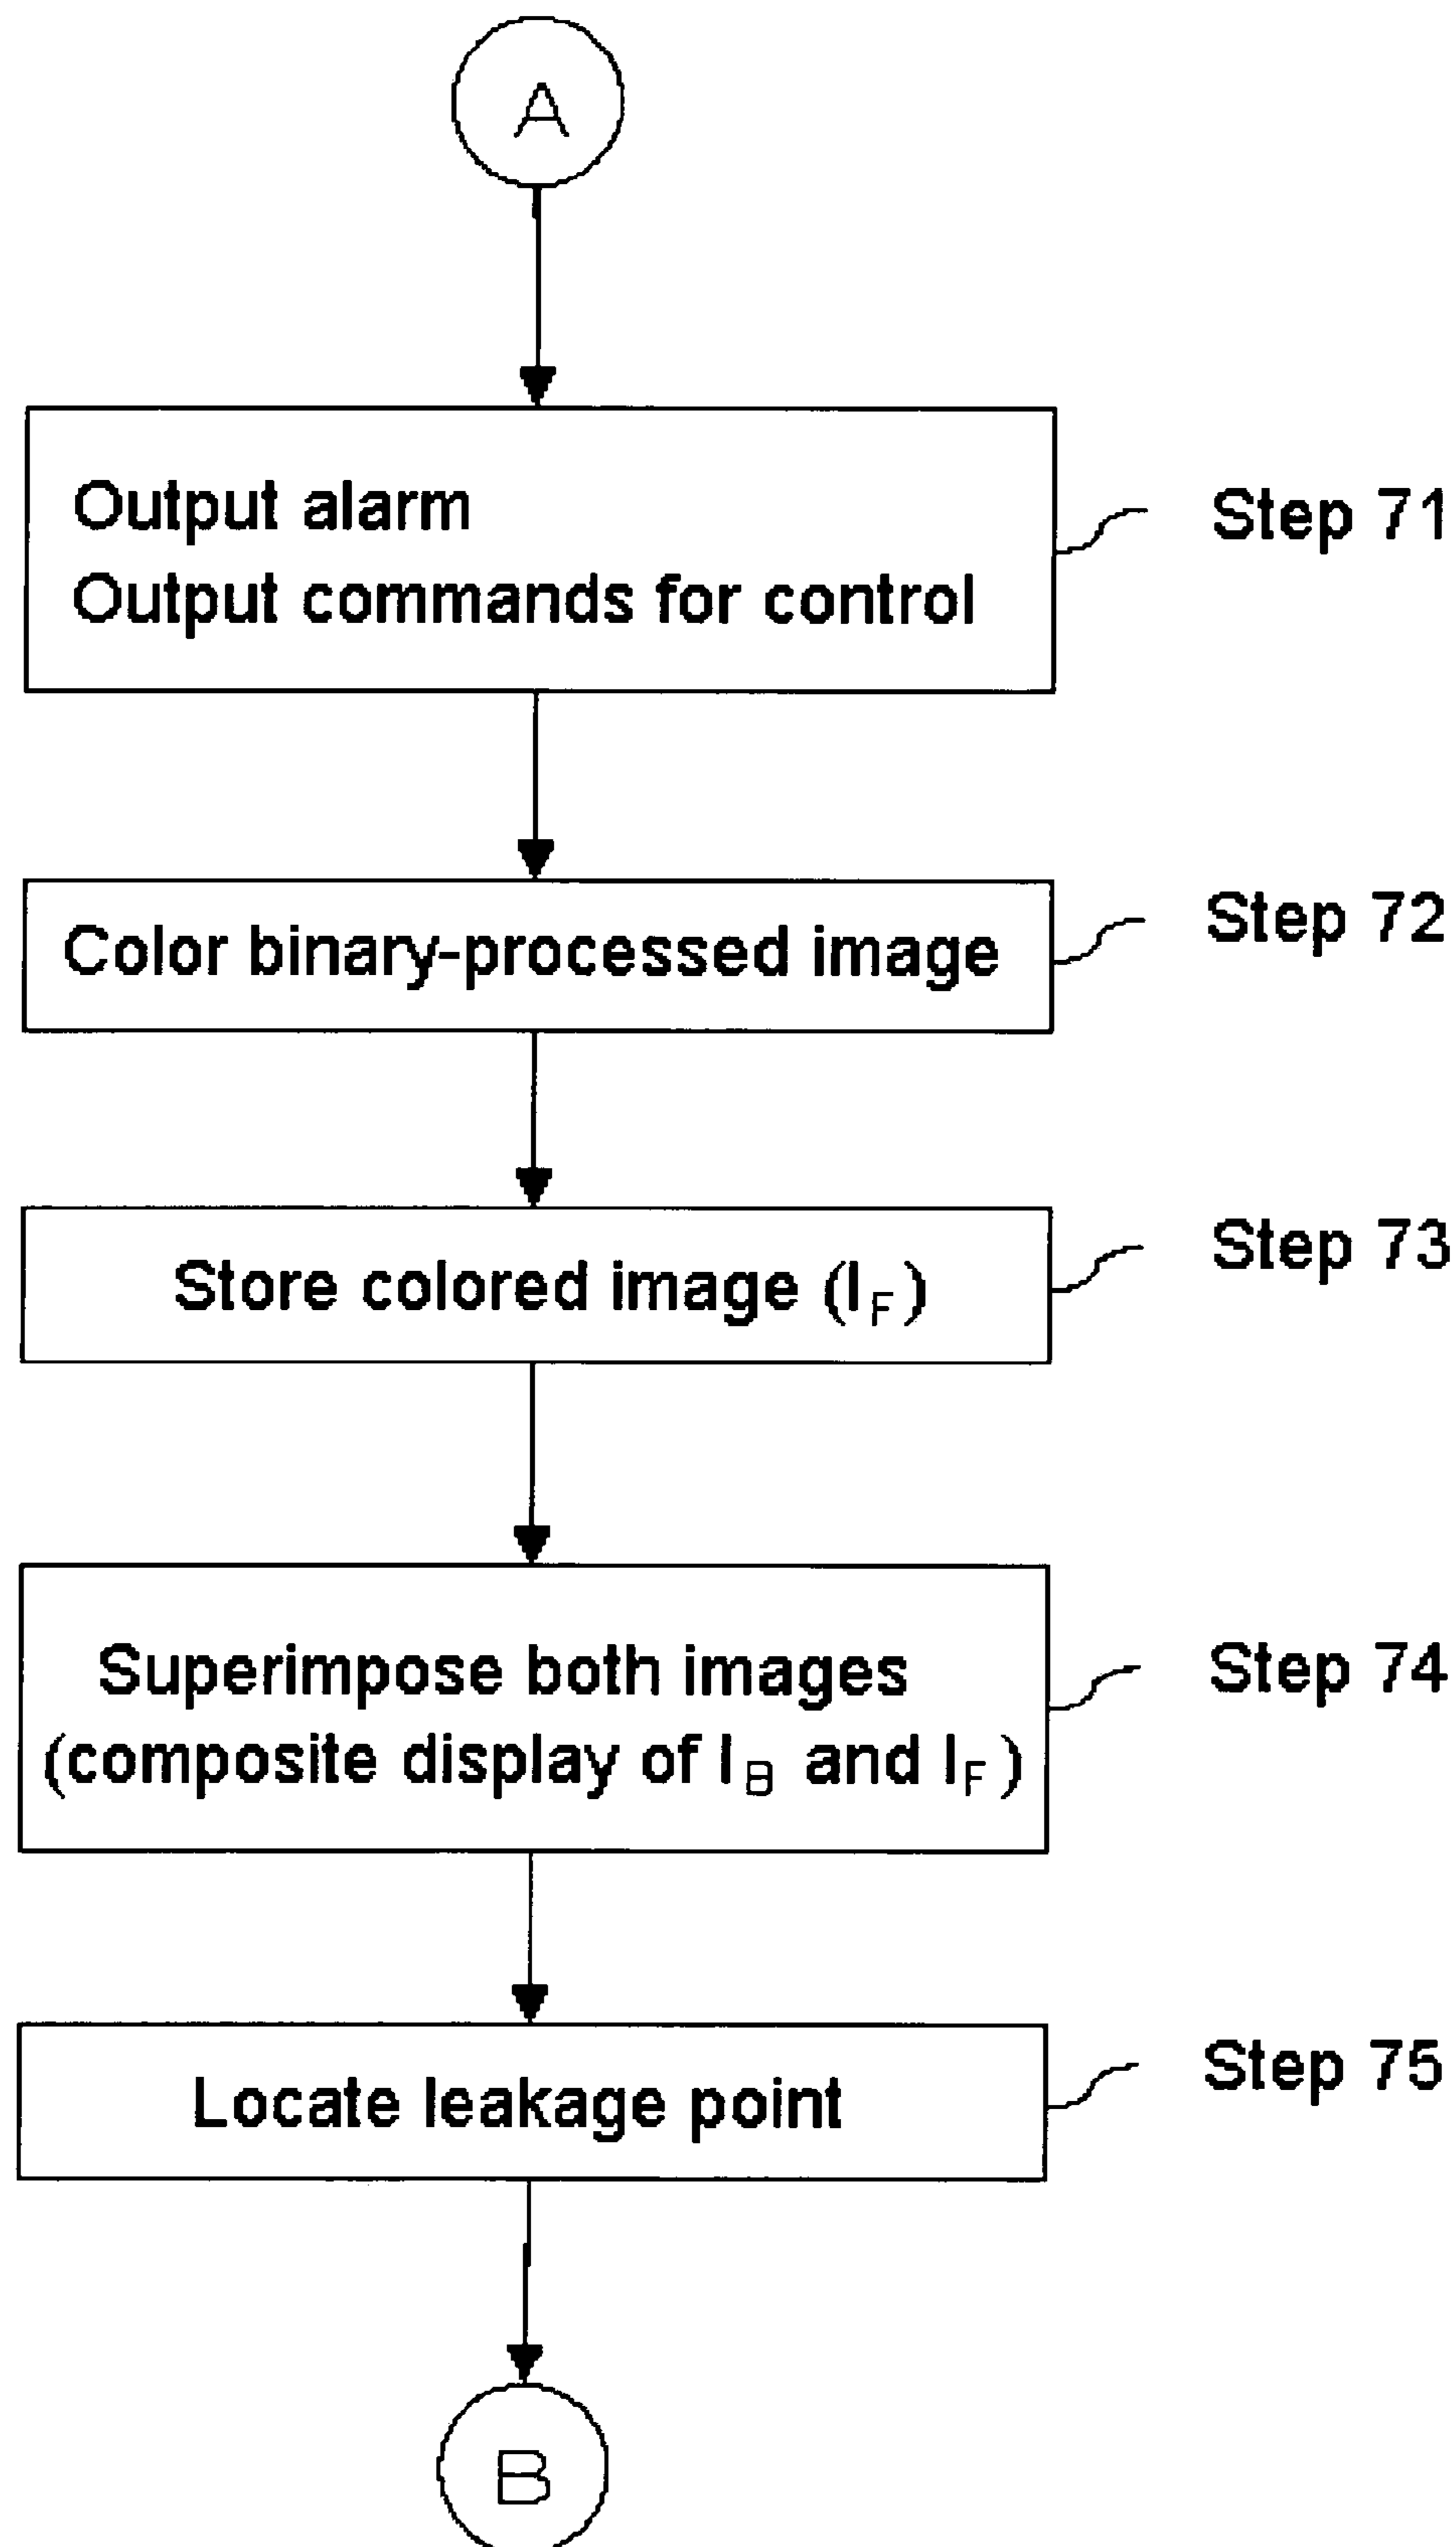 A
Output alarm
Output commands for control
Step 71
Color binary-processed image
Step 72
Store colored image (I_F)
Step 73
Superimpose both images
(composite display of I_B and I_F)
Step 74
Locate leakage point
Step 75
B